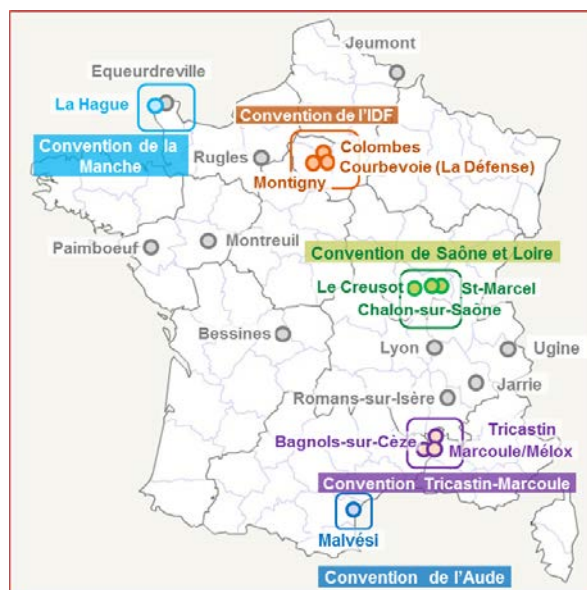 Jeumont
Equeurdreville
La Hague
Convention de l'IDF
Convention de la
Manche
Colombes
Rugles
Courbevoie (La Défense)
Montigny
Paimboeuf
Montreuil
Convention de Saône et Loire
Le Creusot
St-Marcel
Chalon-sur-Saône
Bessines
Lyon
Ugine
Jarrie
Romans-sur-Isère
Tricastin
Bagnols-sur-Cèze
Marcoule/Mélox
Convention Tricastin-Marcoule
Malvési
Convention de l'Aude